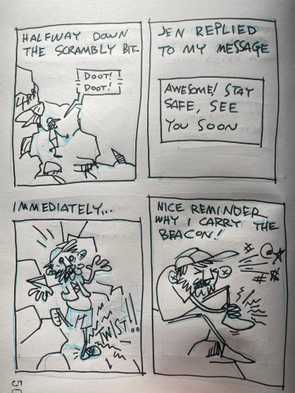 HALFWAY DOWN
THE SCRAMBLY BIT..
DOOT!
DOOT!
JEN REPLIED
TO MY MESSAGE
AWESOME! STAY
SAFE, SEE
YOU SOON
IMMEDIATELY...
TWIST!!
NICE REMINDER
WHY I CARRY THE
BEACON!